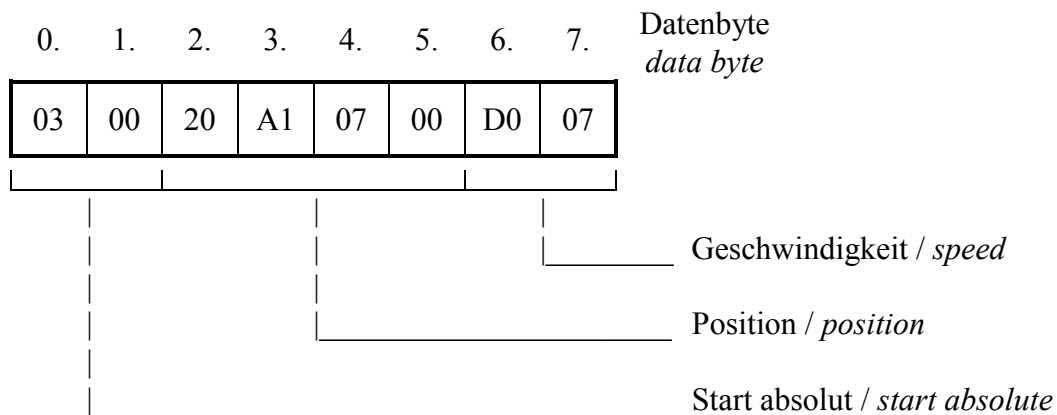 0. 1. 2. 3. 4. 5. 6. 7. Datenbyte
data byte
03 00 20 A1 07 00 D0 07
Geschwindigkeit / speed
Position / position
Start absolut / start absolute